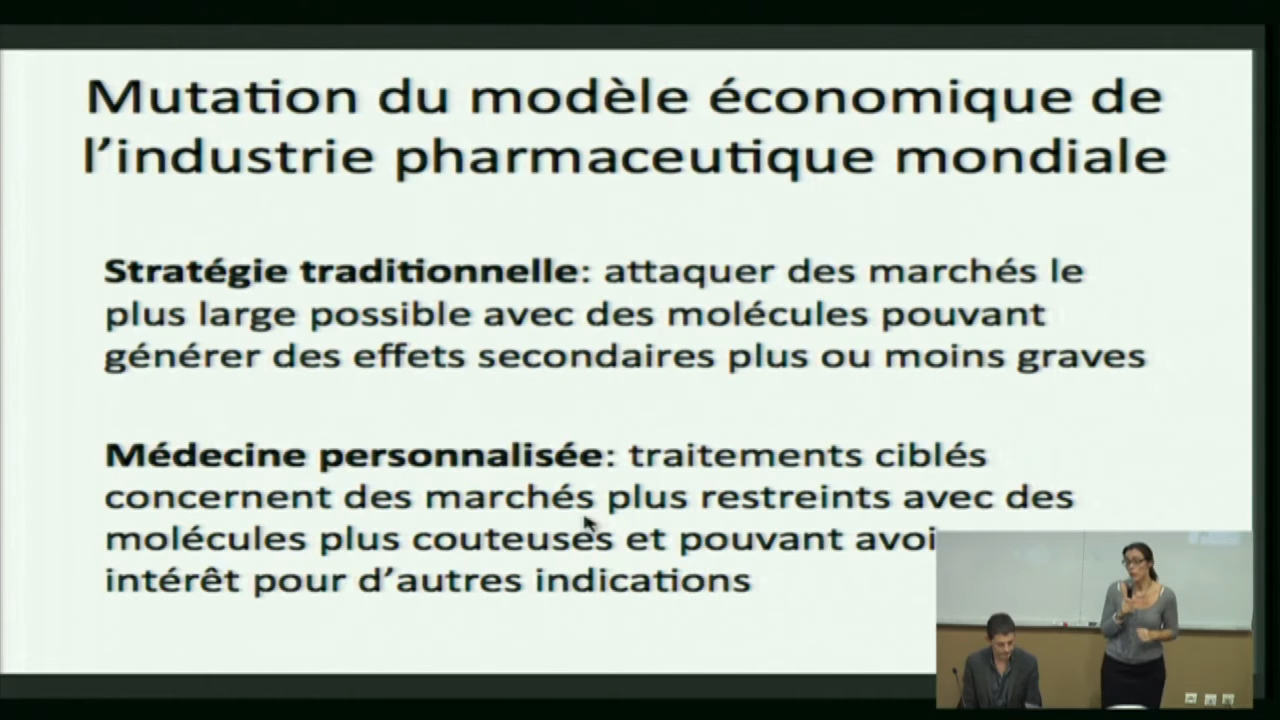 Mutation du modèle économique de
l’industrie pharmaceutique mondiale
Stratégie traditionnelle: attaquer des marchés le
plus large possible avec des molécules pouvant
générer des effets secondaires plus ou moins graves
Médecine personnalisée: traitements ciblés
concernent des marchés plus restreints avec des
molécules plus couteuses et pouvant
intérêt pour d’autres indications